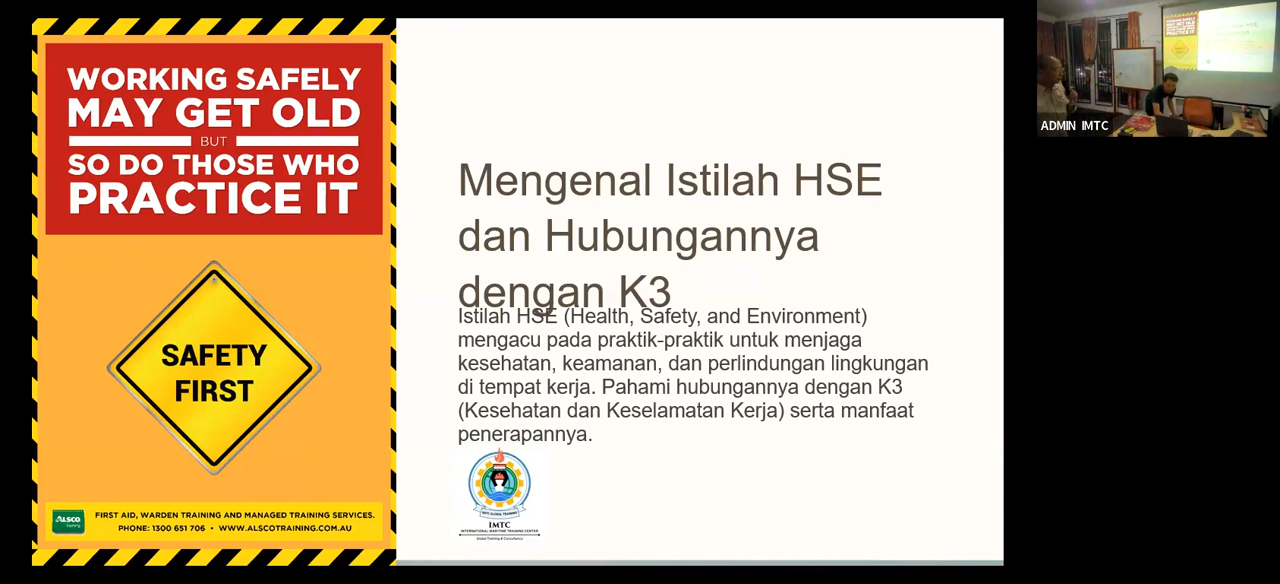 WORKING SAFELY
MAY GET OLD
BUT
SO DO THOSE WHO
PRACTICE IT
SAFETY
FIRST
ALSCO
Training
FIRST AID, WARDEN TRAINING AND MANAGED TRAINING SERVICES.
PHONE: 1300 651 706 • WWW.ALSCOTRAINING.COM.AU
Mengenal Istilah HSE
dan Hubungannya
dengan K3
Istilah HSE (Health, Safety, and Environment)
mengacu pada praktik-praktik untuk menjaga
kesehatan, keamanan, dan perlindungan lingkungan
di tempat kerja. Pahami hubungannya dengan K3
(Kesehatan dan Keselamatan Kerja) serta manfaat
penerapannya.
IMTC
INTERNATIONAL MARITIME TRAINING CENTER
Global Training & Consultance
ADMIN IMTC